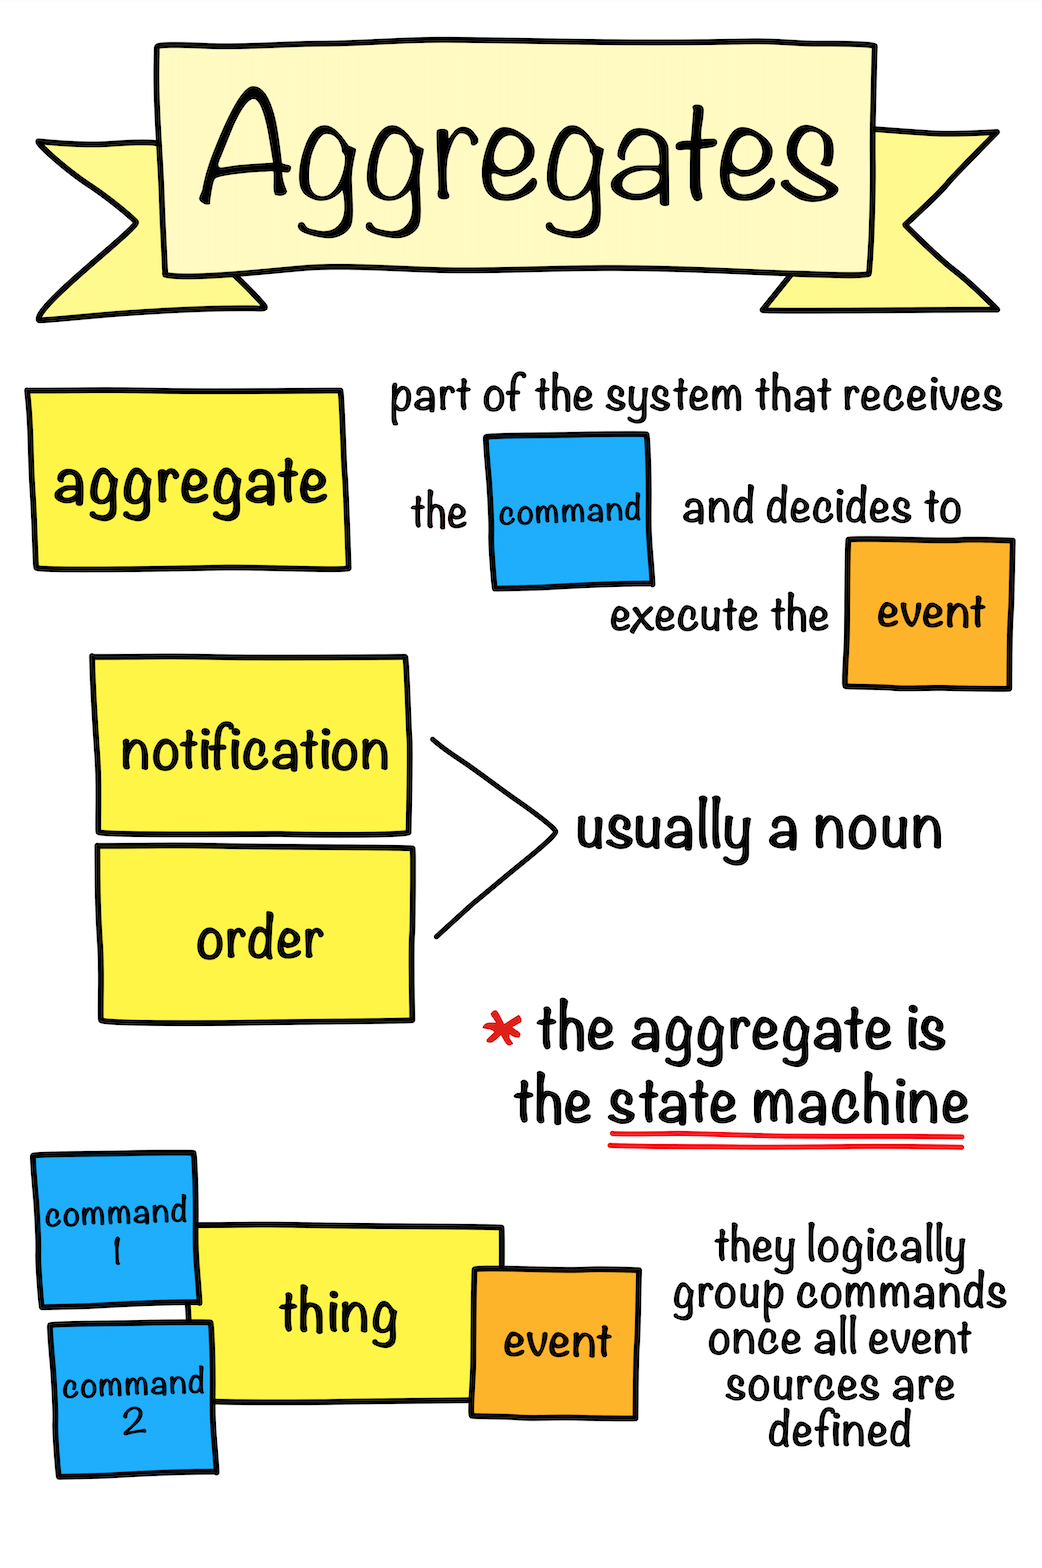 Aggregates
aggregate
part of the system that receives
the command and decides to
execute the event
notification
order
usually a noun
* the aggregate is
the state machine
command
1
command
2
thing
event
they logically
group commands
once all event
sources are
defined